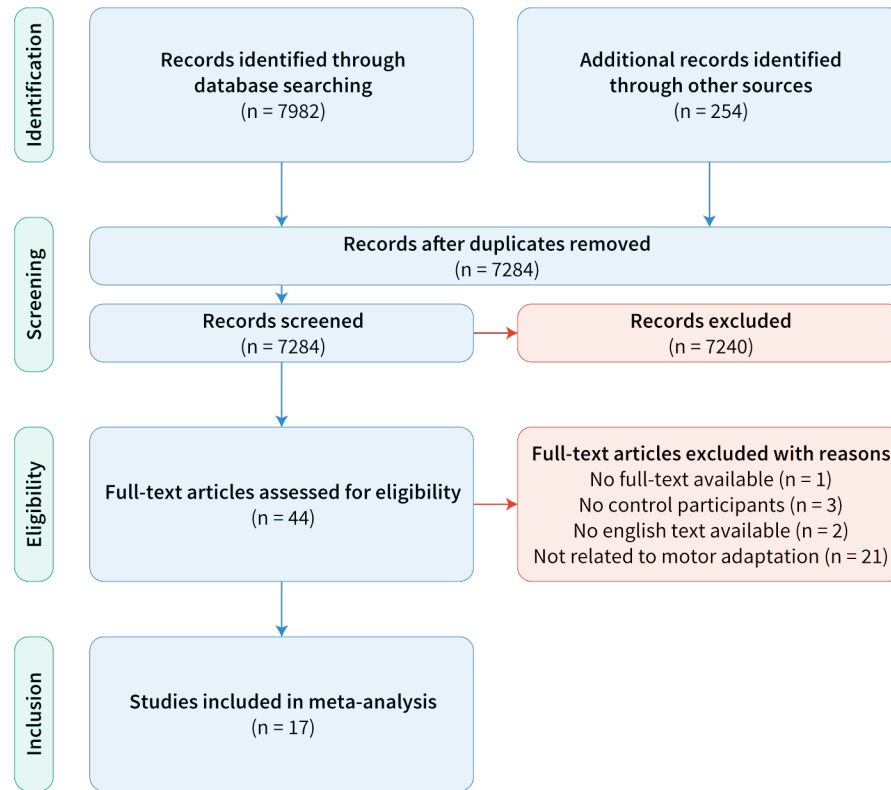 Identification
Records identified through
database searching
(n = 7982)
Additional records identified
through other sources
(n = 254)
Screening
Records after duplicates removed
(n = 7284)
Records screened
(n = 7284)
Records excluded
(n = 7240)
Eligibility
Full-text articles assessed for eligibility
(n = 44)
Full-text articles excluded with reasons
No full-text available (n = 1)
No control participants (n = 3)
No english text available (n = 2)
Not related to motor adaptation (n = 21)
Inclusion
Studies included in meta-analysis
(n = 17)